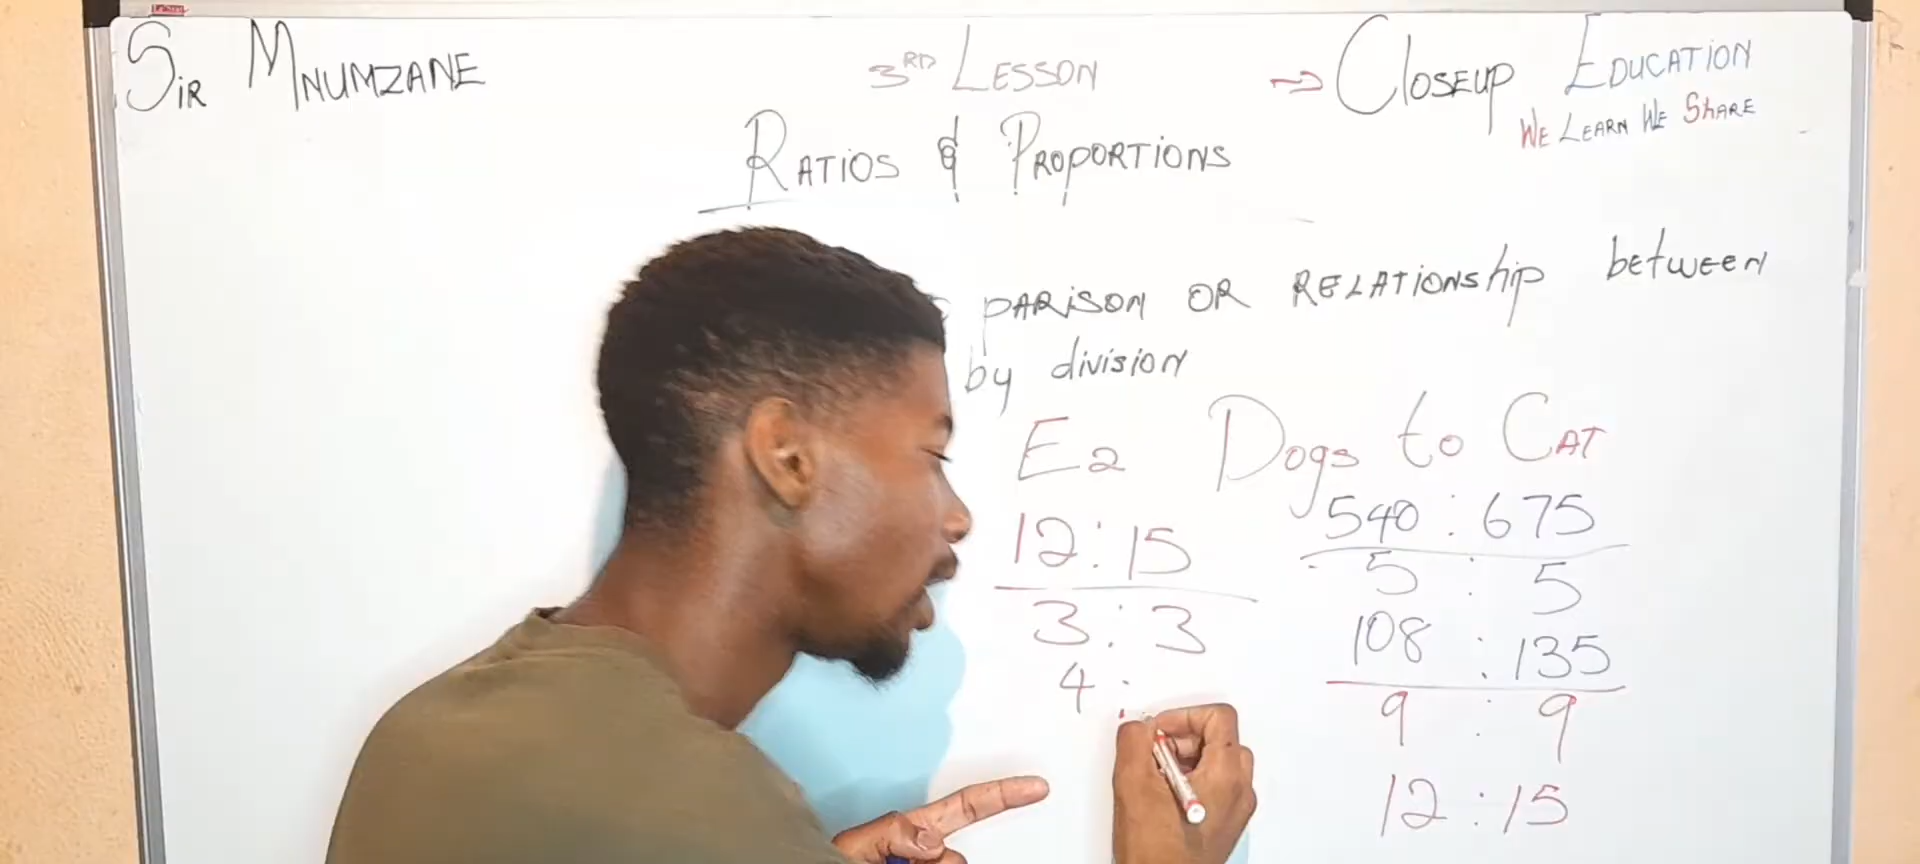 SIR MNUMZANE
3RD LESSON
→ CLOSEUP EDUCATION
WE LEARN WE ShARE
RATIOS & PROPORTIONS
PARISON OR RELATIONShip between
by division
E2 Dogs to CAT
540 : 675
5 : 5
108 : 135
9 : 9
12 : 15
12 : 15
3 : 3
4 :